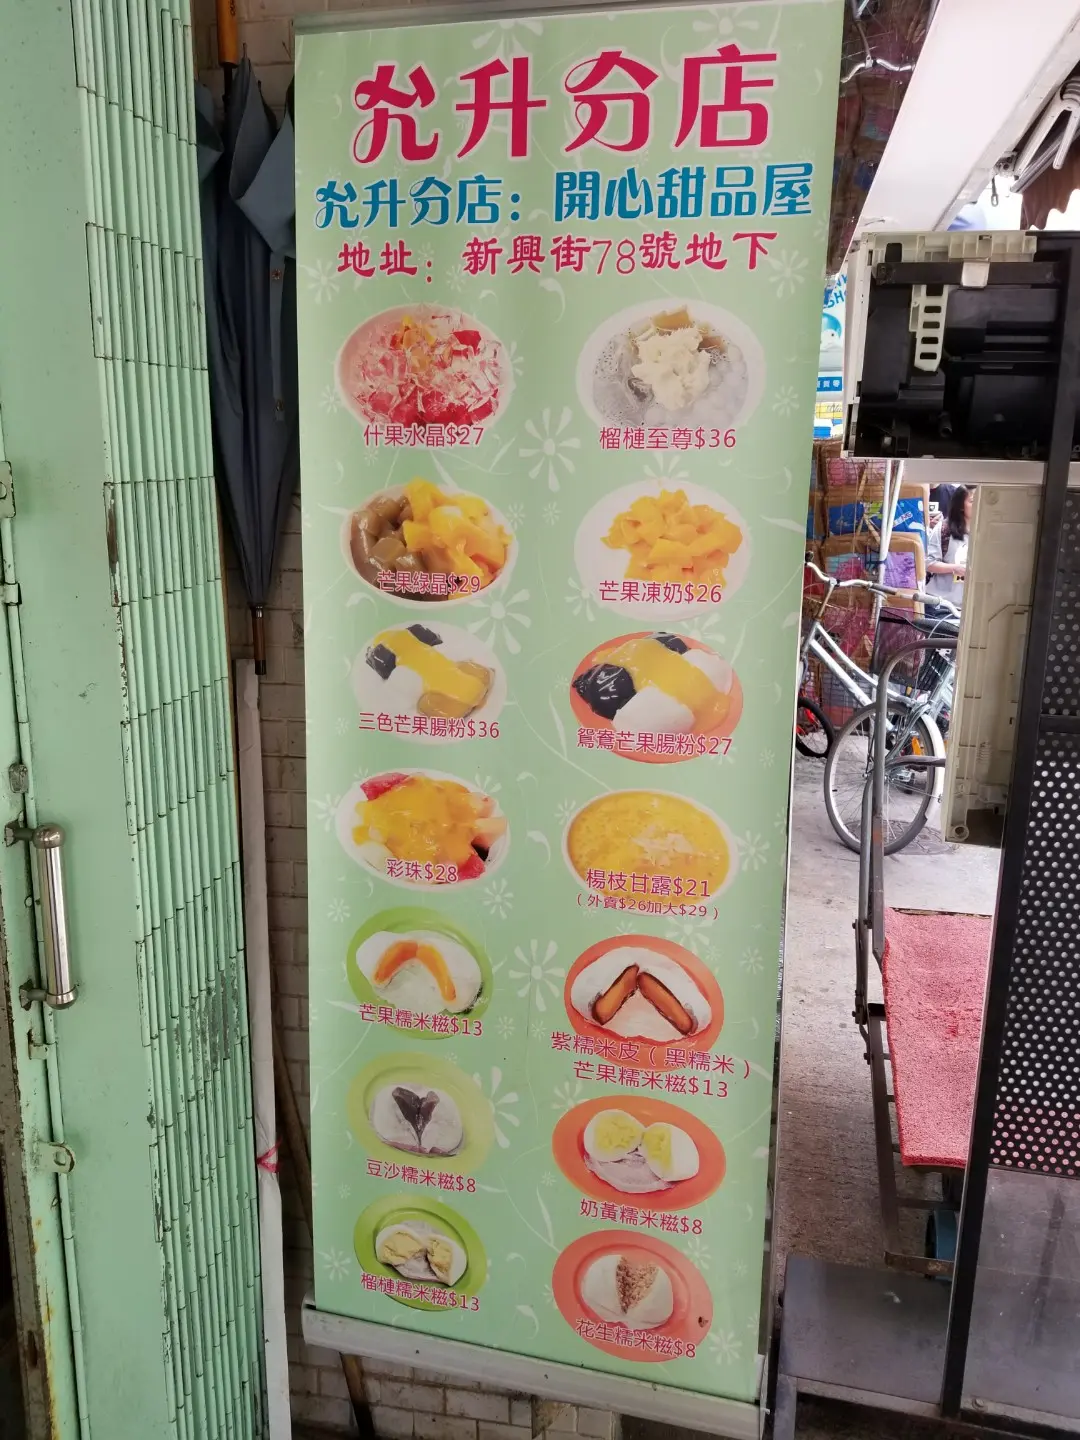 允升分店
允升分店：開心甜品屋
地址：新興街78號地下
什果水晶$27
榴槤至尊$36
芒果綠晶$29
芒果凍奶$26
三色芒果腸粉$36
鴛鴦芒果腸粉$27
彩珠$28
楊枝甘露$21
（外賣$26加大$29）
芒果糯米糍$13
紫糯米皮（黑糯米）
芒果糯米糍$13
豆沙糯米糍$8
奶黃糯米糍$8
榴槤糯米糍$13
花生糯米糍$8